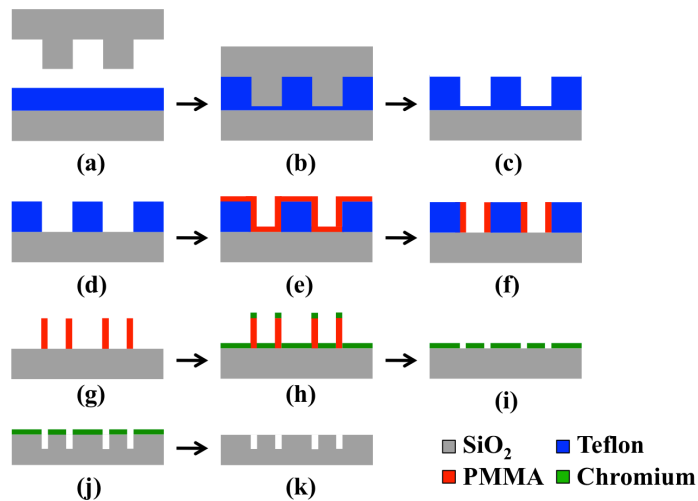 (a)
(b)
(c)
(d)
(e)
(f)
(g)
(h)
(i)
(j)
(k)
SiO₂
Teflon
PMMA
Chromium